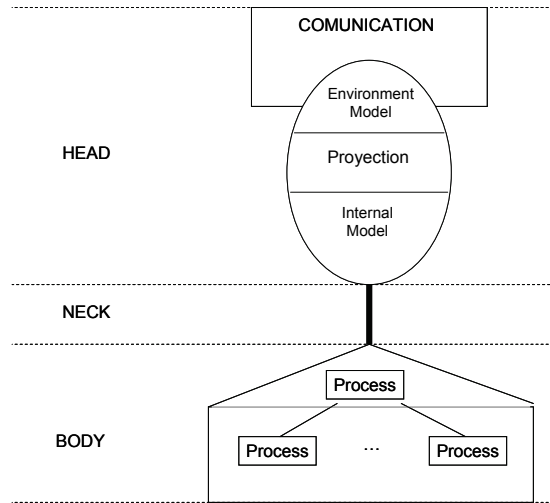 COMUNICATION
Environment
Model
HEAD
Proyection
Internal
Model
NECK
Process
BODY
Process
...
Process